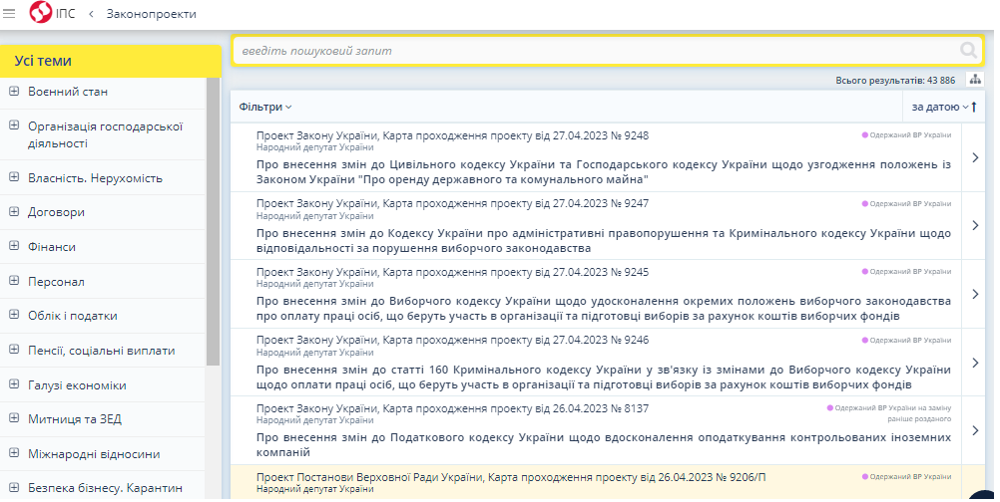 ІПС < Законопроекти
Усі теми
Воєнний стан
Організація господарської
діяльності
Власність. Нерухомість
Договори
Фінанси
Персонал
Облік і податки
Пенсії, соціальні виплати
Галузі економіки
Митниця та ЗЕД
Міжнародні відносини
Безпека бізнесу. Карантин
введіть пошуковий запит
Всього результатів: 43 886
Фільтри
за датою
Проект Закону України, Карта проходження проекту від 27.04.2023 № 9248
Одержаний ВР України
Народний депутат України
Про внесення змін до Цивільного кодексу України та Господарського кодексу України щодо узгодження положень із
Законом України "Про оренду державного та комунального майна"
Проект Закону України, Карта проходження проекту від 27.04.2023 № 9247
Одержаний ВР України
Народний депутат України
Про внесення змін до Кодексу України про адміністративні правопорушення та Кримінального кодексу України щодо
відповідальності за порушення виборчого законодавства
Проект Закону України, Карта проходження проекту від 27.04.2023 № 9245
Одержаний ВР України
Народний депутат України
Про внесення змін до Виборчого кодексу України щодо удосконалення окремих положень виборчого законодавства
про оплату праці осіб, що беруть участь в організації та підготовці виборів за рахунок коштів виборчих фондів
Проект Закону України, Карта проходження проекту від 27.04.2023 № 9246
Одержаний ВР України
Народний депутат України
Про внесення змін до статті 160 Кримінального кодексу України у зв'язку із змінами до Виборчого кодексу України
щодо оплати праці осіб, що беруть участь в організації та підготовці виборів за рахунок коштів виборчих фондів
Проект Закону України, Карта проходження проекту від 26.04.2023 № 8137
Одержаний ВР України на заміну
раніше розданого
Народний депутат України
Про внесення змін до Податкового кодексу України щодо вдосконалення оподаткування контрольованих іноземних
компаній
Проект Постанови Верховної Ради України, Карта проходження проекту від 26.04.2023 № 9206/П
Одержаний ВР України
Народний депутат України